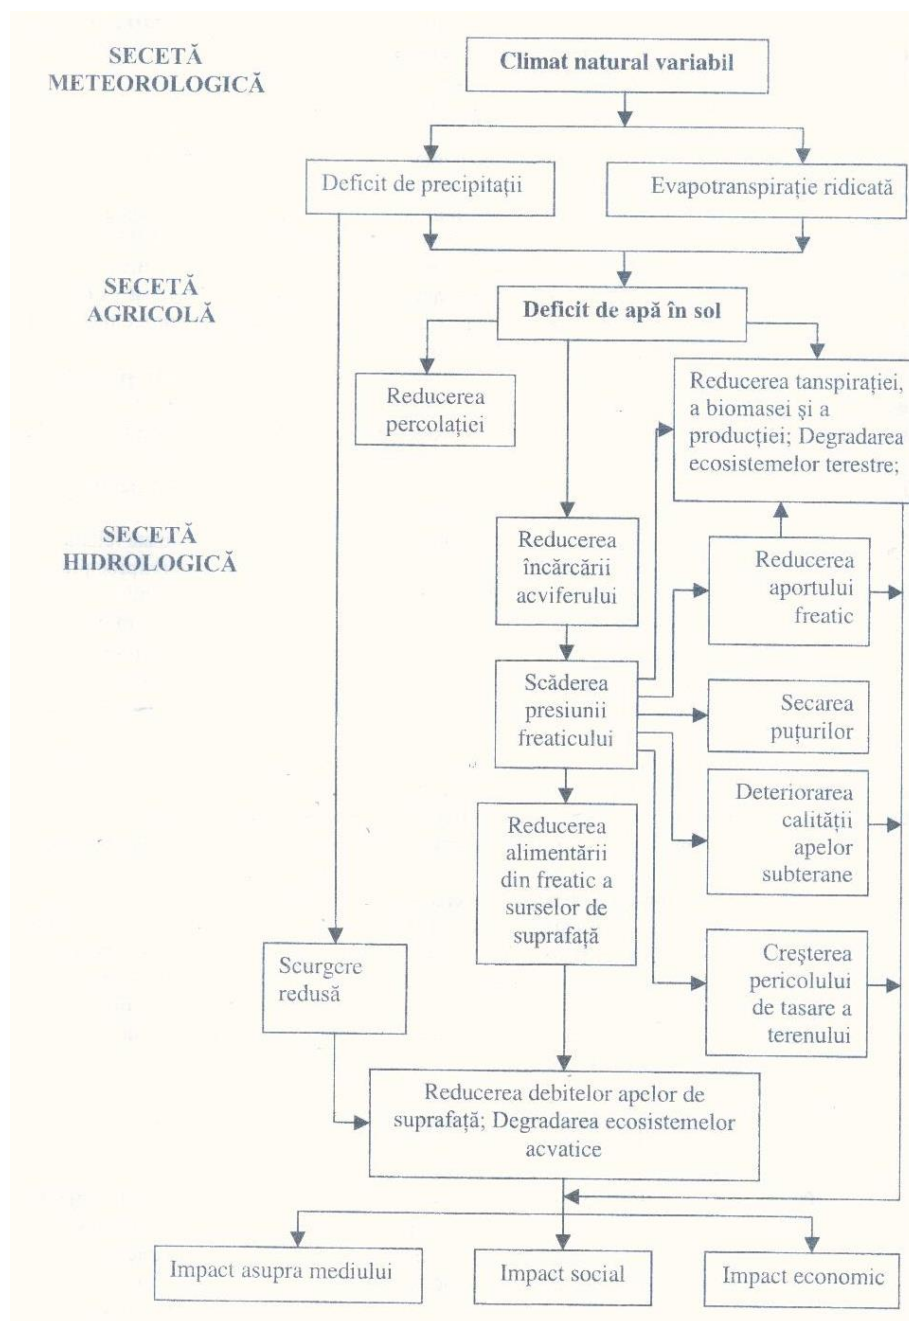 SECETĂ
METEOROLOGICĂ
Climat natural variabil
Deficit de precipitații
Evapotranspirație ridicată
SECETĂ
AGRICOLĂ
Deficit de apă în sol
Reducerea
percolației
Reducerea tanspirației,
a biomasei și a
producției; Degradarea
ecosistemelor terestre;
SECETĂ
HIDROLOGICĂ
Reducerea
încărcării
acviferului
Reducerea
aportului
freatic
Scăderea
presiunii
freaticului
Secarea
puțurilor
Deteriorarea
calității
apelor
subterane
Reducerea
alimentării
din freatic a
surselor de
suprafață
Creșterea
pericolului
de tasare a
terenului
Scurgere
redusă
Reducerea debitelor apelor de
suprafață; Degradarea ecosistemelor
acvatice
Impact asupra mediului
Impact social
Impact economic